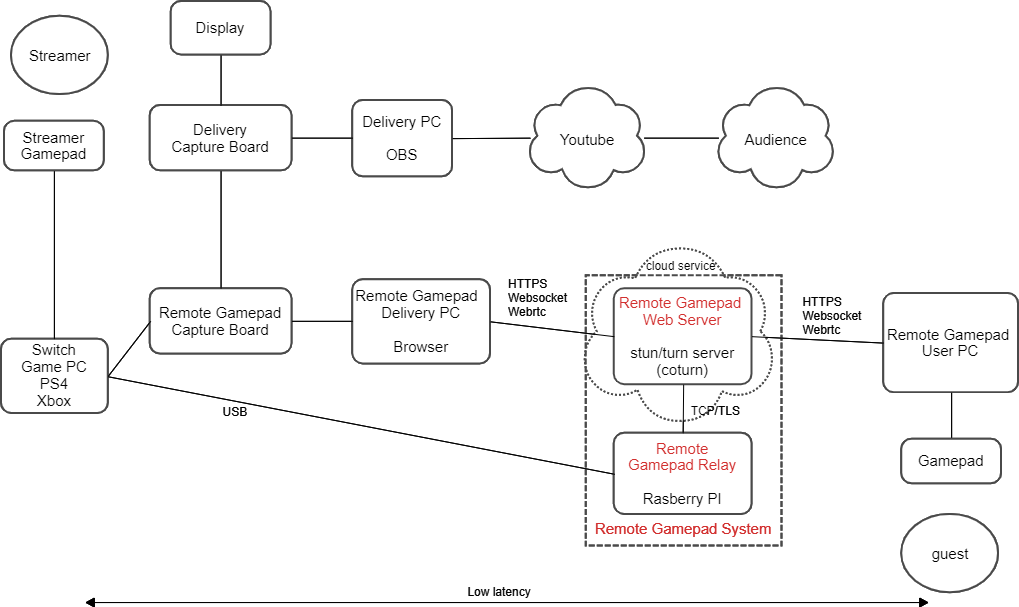 Display
Streamer
Streamer
Gamepad
Delivery
Capture Board
Delivery PC
OBS
Youtube
Audience
cloud service
Remote Gamepad
Capture Board
Remote Gamepad
Delivery PC
Browser
HTTPS
Websocket
Webrtc
Remote Gamepad
Web Server
stun/turn server
(coturn)
HTTPS
Websocket
Webrtc
Remote Gamepad
User PC
Switch
Game PC
PS4
Xbox
USB
TCP/TLS
Remote
Gamepad Relay
Rasberry PI
Remote Gamepad System
Gamepad
guest
Low latency